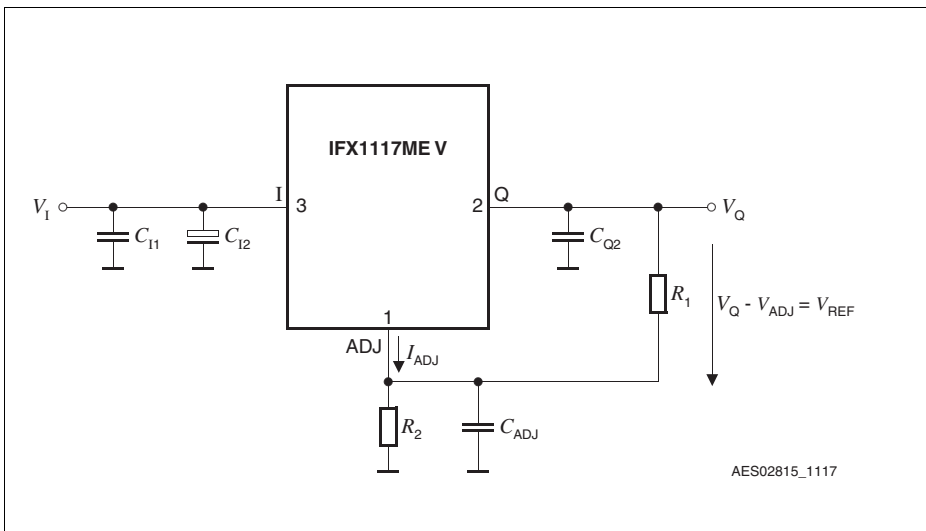 IFX1117ME V
I
3
2
Q
V_I
V_Q
C_I1
C_I2
C_Q2
R_1
V_Q - V_ADJ = V_REF
1
ADJ
I_ADJ
R_2
C_ADJ
AES02815_1117